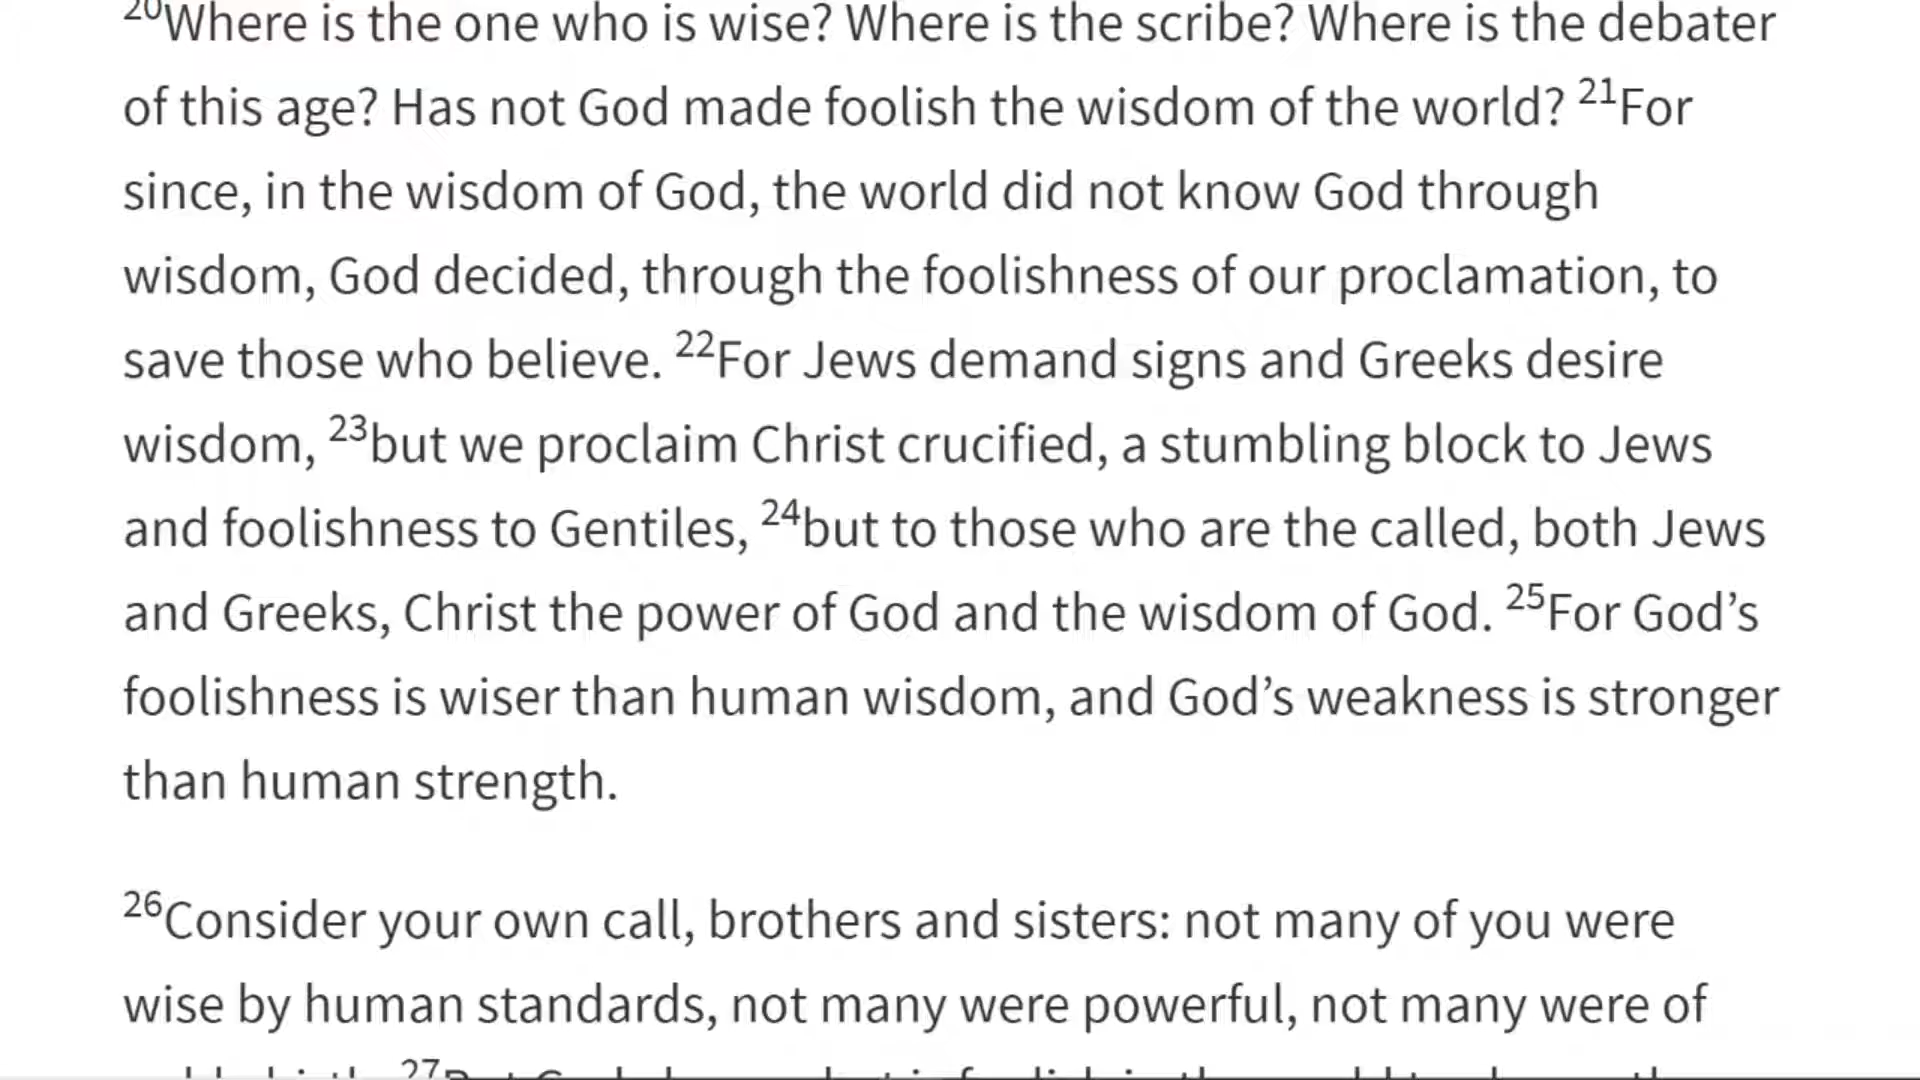 20Where is the one who is wise? Where is the scribe? Where is the debater
of this age? Has not God made foolish the wisdom of the world? 21For
since, in the wisdom of God, the world did not know God through
wisdom, God decided, through the foolishness of our proclamation, to
save those who believe. 22For Jews demand signs and Greeks desire
wisdom, 23but we proclaim Christ crucified, a stumbling block to Jews
and foolishness to Gentiles, 24but to those who are the called, both Jews
and Greeks, Christ the power of God and the wisdom of God. 25For God’s
foolishness is wiser than human wisdom, and God’s weakness is stronger
than human strength.
26Consider your own call, brothers and sisters: not many of you were
wise by human standards, not many were powerful, not many were of
27